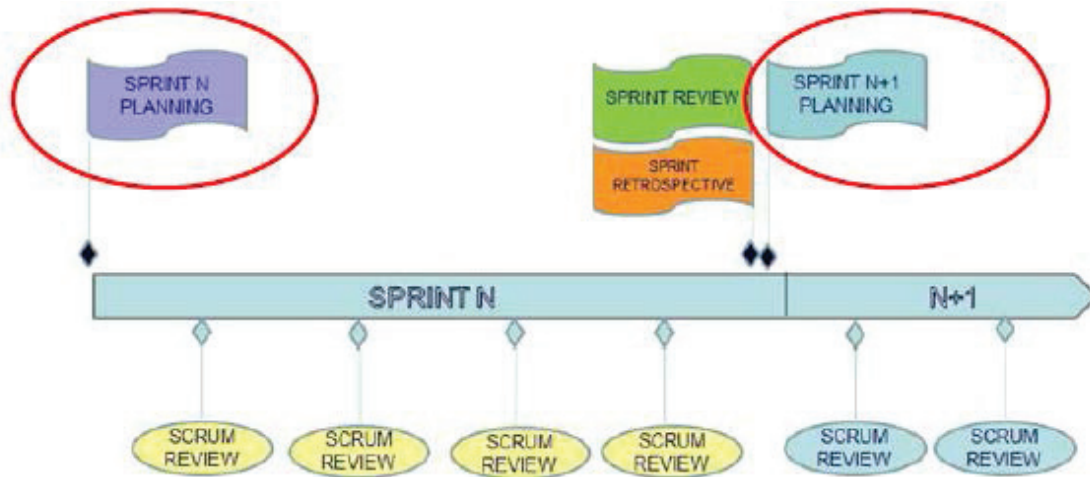 SPRINT N
PLANNING
SPRINT REVIEW
SPRINT
RETROSPECTIVE
SPRINT N+1
PLANNING
SPRINT N
N+1
SCRUM
REVIEW
SCRUM
REVIEW
SCRUM
REVIEW
SCRUM
REVIEW
SCRUM
REVIEW
SCRUM
REVIEW